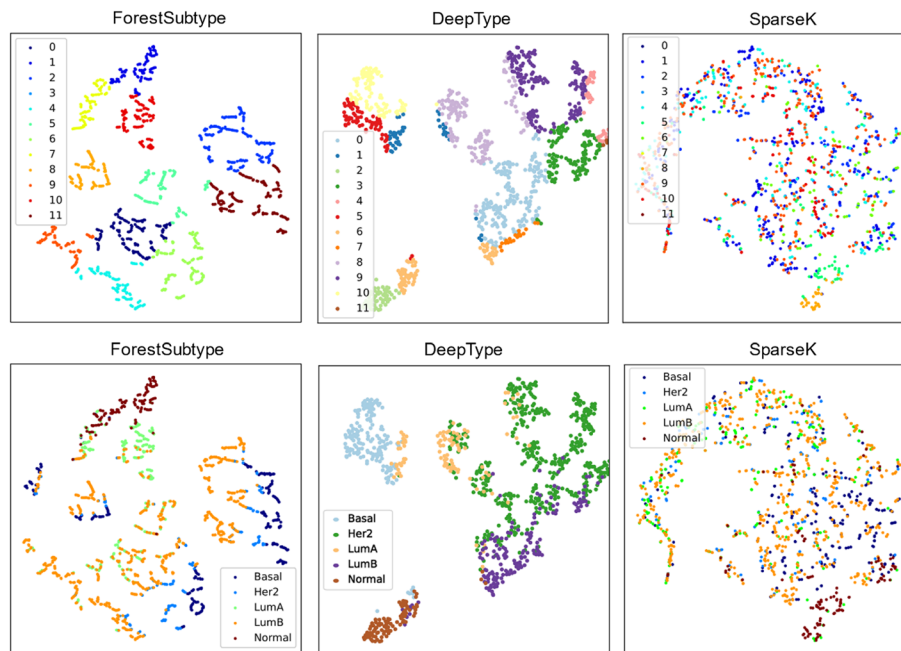 ForestSubtype
0
1
2
3
4
5
6
7
8
9
10
11
DeepType
0
1
2
3
4
5
6
7
8
9
10
11
SparseK
0
1
2
3
4
5
6
7
8
9
10
11
ForestSubtype
Basal
Her2
LumA
LumB
Normal
DeepType
Basal
Her2
LumA
LumB
Normal
SparseK
Basal
Her2
LumA
LumB
Normal